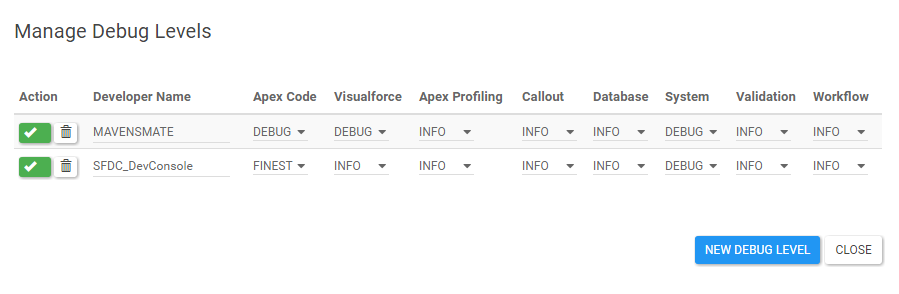 Manage Debug Levels
Action Developer Name Apex Code Visualforce Apex Profiling Callout Database System Validation Workflow
MAVENSMATE DEBUG DEBUG INFO INFO INFO DEBUG INFO INFO
SFDC_DevConsole FINEST INFO INFO INFO INFO DEBUG INFO INFO
NEW DEBUG LEVEL CLOSE